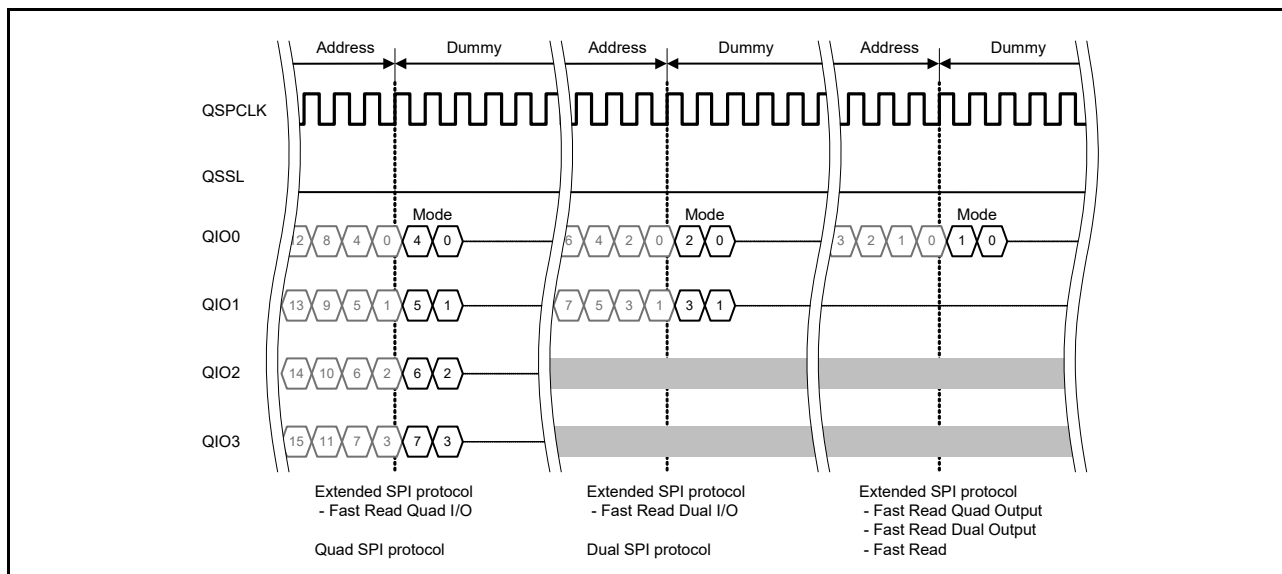 Address Dummy Address Dummy Address Dummy
QSPCLK
QSSL
Mode Mode Mode
QIO0 12 8 4 0 4 0 6 4 2 0 2 0 3 2 1 0 1 0
QIO1 13 9 5 1 5 1 7 5 3 1 3 1
QIO2 14 10 6 2 6 2
QIO3 15 11 7 3 7 3
Extended SPI protocol
- Fast Read Quad I/O
Quad SPI protocol
Extended SPI protocol
- Fast Read Dual I/O
Dual SPI protocol
Extended SPI protocol
- Fast Read Quad Output
- Fast Read Dual Output
- Fast Read